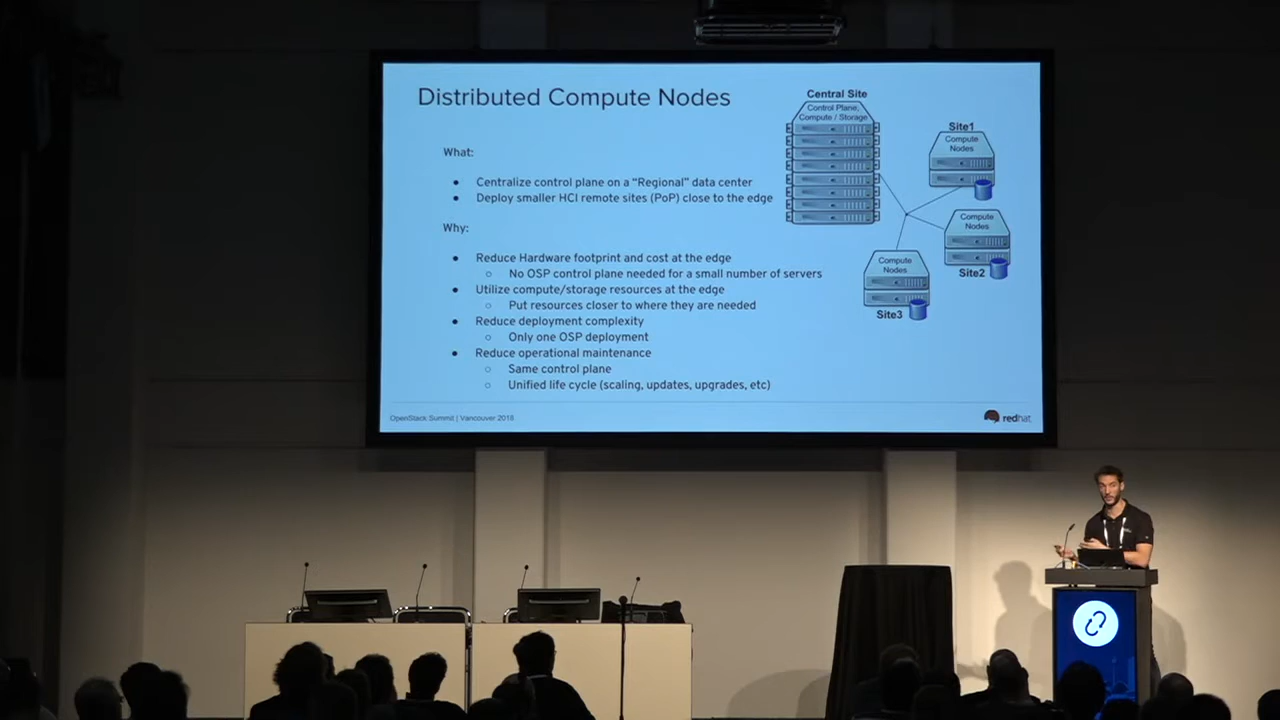 Distributed Compute Nodes
What:
● Centralize control plane on a “Regional” data center
● Deploy smaller HCI remote sites (PoP) close to the edge
Why:
● Reduce Hardware footprint and cost at the edge
○ No OSP control plane needed for a small number of servers
● Utilize compute/storage resources at the edge
○ Put resources closer to where they are needed
● Reduce deployment complexity
○ Only one OSP deployment
● Reduce operational maintenance
○ Same control plane
○ Unified life cycle (scaling, updates, upgrades, etc)
Central Site
Control Plane,
Compute / Storage
Site1
Compute
Nodes
Compute
Nodes
Site2
Compute
Nodes
Site3
OpenStack Summit | Vancouver 2018
redhat